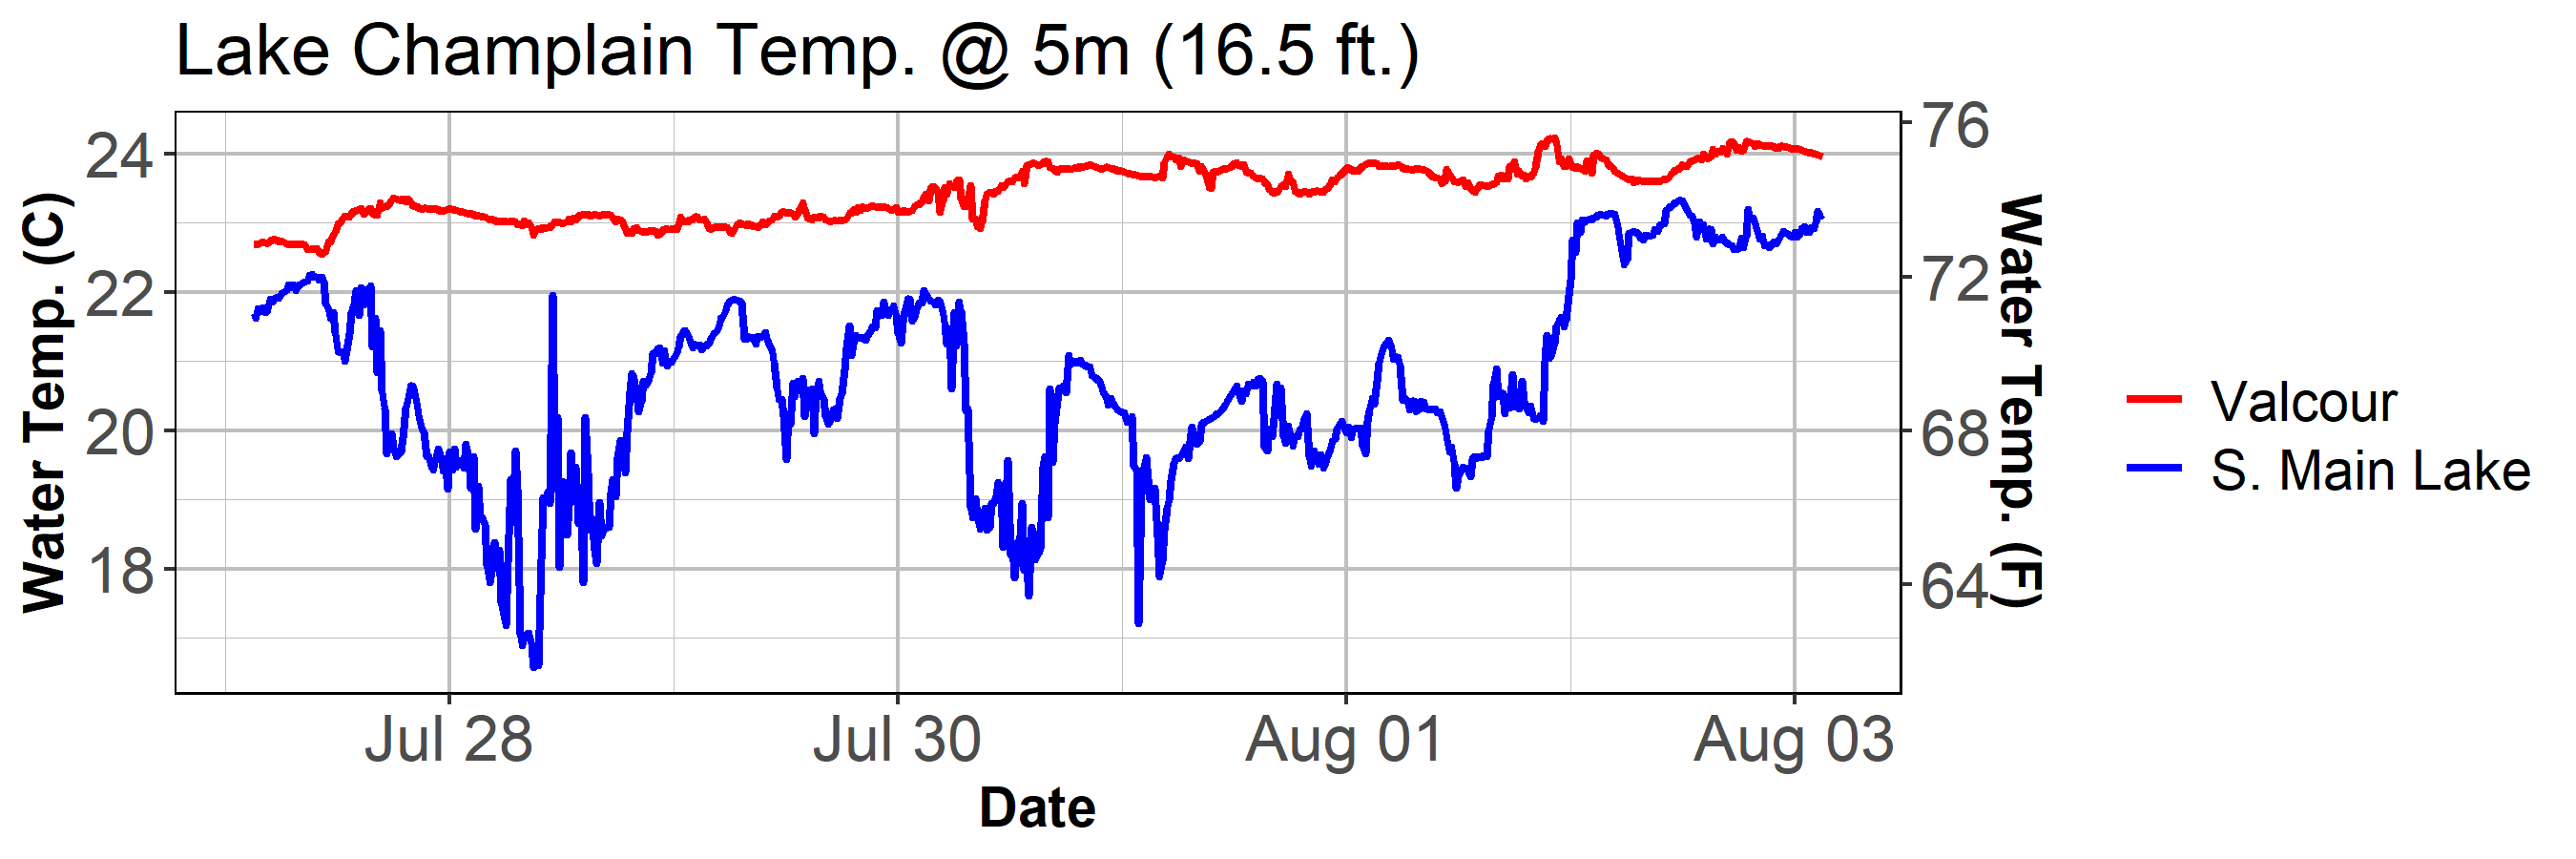 Lake Champlain Temp. @ 5m (16.5 ft.)
Water Temp. (C)
24
22
20
18
76
72
68
64
Water Temp. (F)
Jul 28
Jul 30
Aug 01
Aug 03
Date
Valcour
S. Main Lake